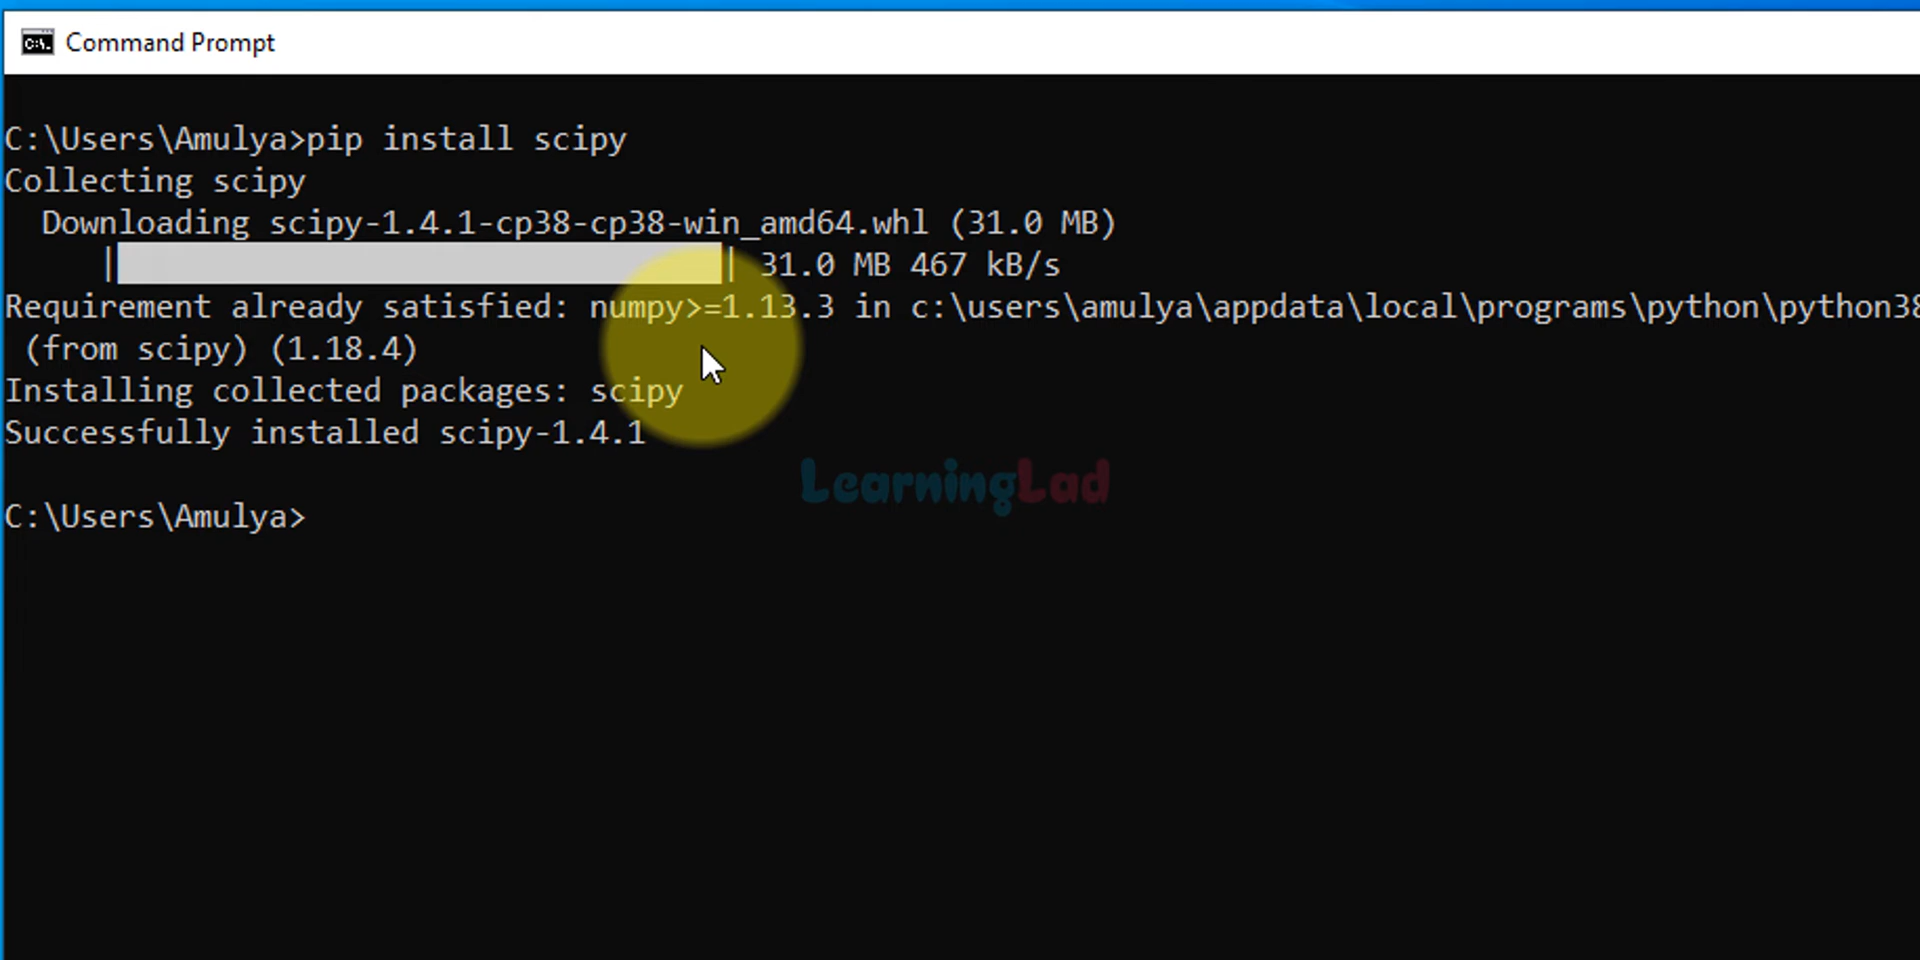 Command Prompt
C:\Users\Amulya>pip install scipy
Collecting scipy
  Downloading scipy-1.4.1-cp38-cp38-win_amd64.whl (31.0 MB)
     || 31.0 MB 467 kB/s
Requirement already satisfied: numpy>=1.13.3 in c:\users\amulya\appdata\local\programs\python\python38
 (from scipy) (1.18.4)
Installing collected packages: scipy
Successfully installed scipy-1.4.1
LearningLad
C:\Users\Amulya>